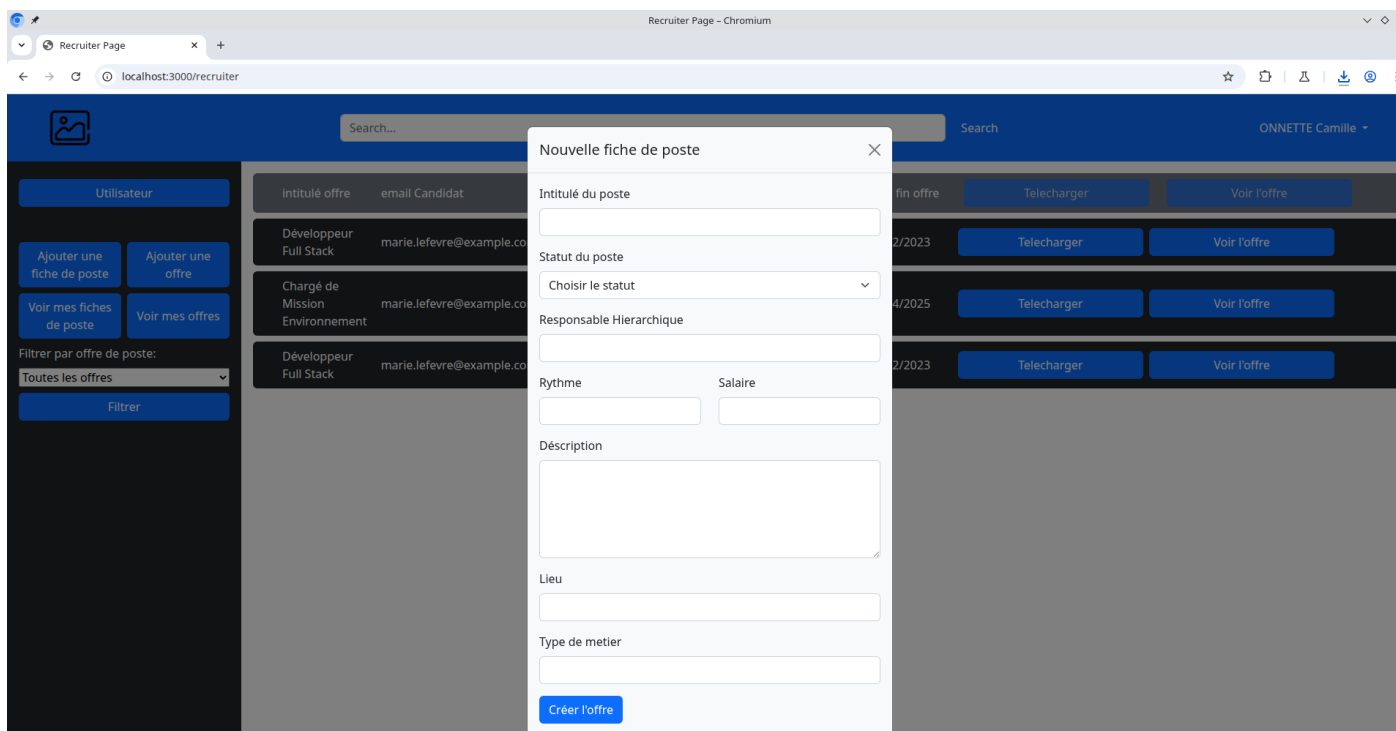 Recruiter Page – Chromium
Recruiter Page
localhost:3000/recruiter
Search...
Search
ONNETTE Camille
Utilisateur
Ajouter une
fiche de poste
Ajouter une
offre
Voir mes fiches
de poste
Voir mes offres
Filtrer par offre de poste:
Toutes les offres
Filtrer
intitulé offre
email Candidat
fin offre
Telecharger
Voir l'offre
Développeur
Full Stack
marie.lefevre@example.co
2/2023
Telecharger
Voir l'offre
Chargé de
Mission
Environnement
marie.lefevre@example.co
4/2025
Telecharger
Voir l'offre
Développeur
Full Stack
marie.lefevre@example.co
2/2023
Telecharger
Voir l'offre
Nouvelle fiche de poste
Intitulé du poste
Statut du poste
Choisir le statut
Responsable Hierarchique
Rythme
Salaire
Déscription
Lieu
Type de metier
Créer l'offre